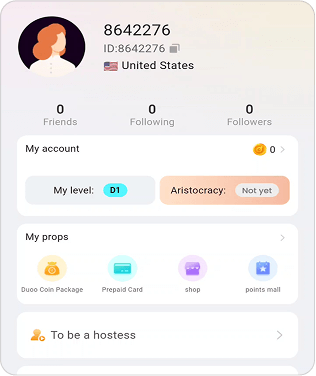 8642276
ID:8642276
United States
0 0 0
Friends Following Followers
My account 0
My level: D1 Aristocracy: Not yet
My props
Duoo Coin Package Prepaid Card shop points mall
To be a hostess